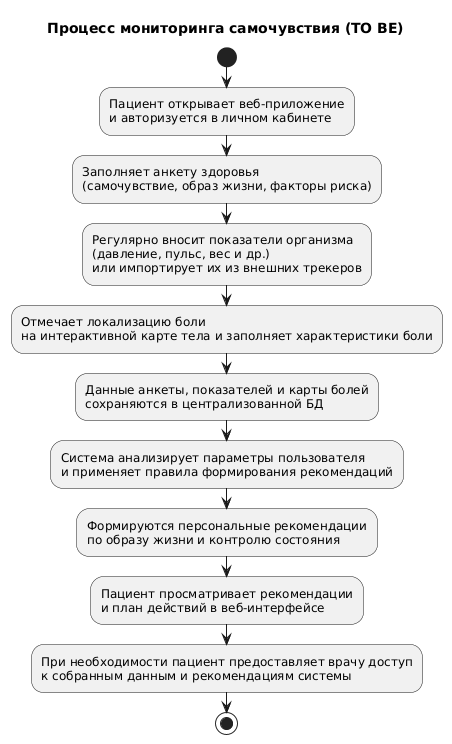 Процесс мониторинга самочувствия (TO BE)
Пациент открывает веб-приложение
и авторизуется в личном кабинете
Заполняет анкету здоровья
(самочувствие, образ жизни, факторы риска)
Регулярно вносит показатели организма
(давление, пульс, вес и др.)
или импортирует их из внешних трекеров
Отмечает локализацию боли
на интерактивной карте тела и заполняет характеристики боли
Данные анкеты, показателей и карты болей
сохраняются в централизованной БД
Система анализирует параметры пользователя
и применяет правила формирования рекомендаций
Формируются персональные рекомендации
по образу жизни и контролю состояния
Пациент просматривает рекомендации
и план действий в веб-интерфейсе
При необходимости пациент предоставляет врачу доступ
к собранным данным и рекомендациям системы